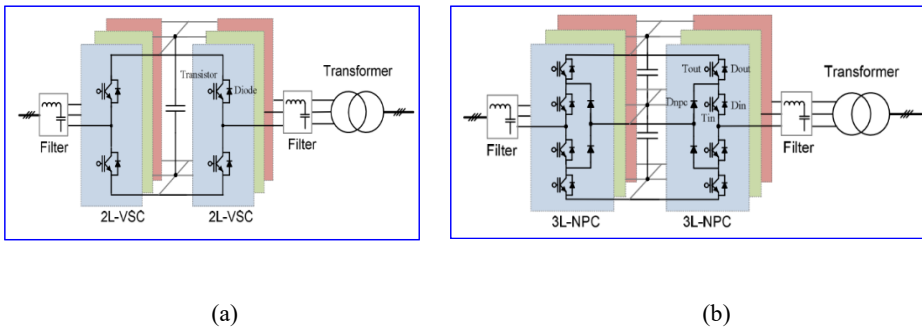 Transistor
Diode
Transformer
Filter
Filter
2L-VSC
2L-VSC
Tout
Dout
Dnpc
Din
Tin
Transformer
Filter
Filter
3L-NPC
3L-NPC
(a)
(b)